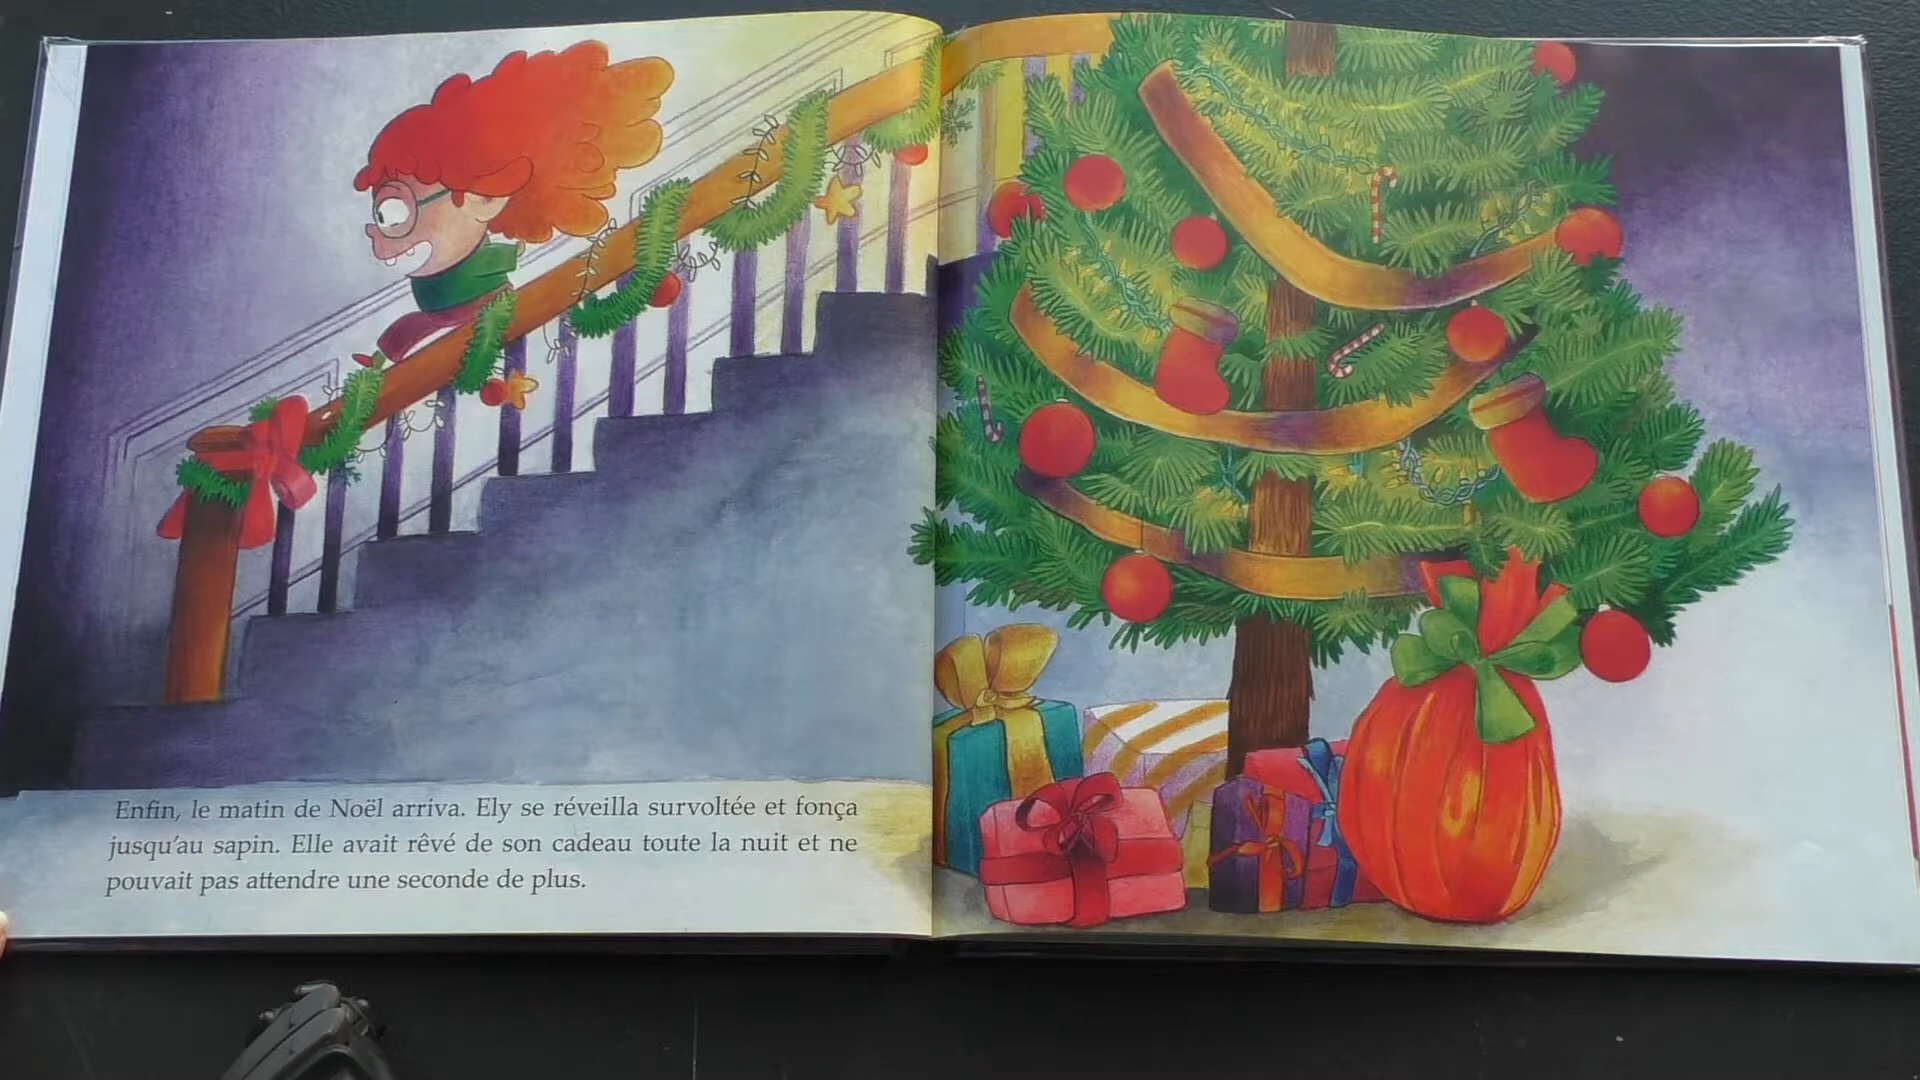 Enfin, le matin de Noël arriva. Ely se réveilla survoltée et fonça
jusqu'au sapin. Elle avait rêvé de son cadeau toute la nuit et ne
pouvait pas attendre une seconde de plus.